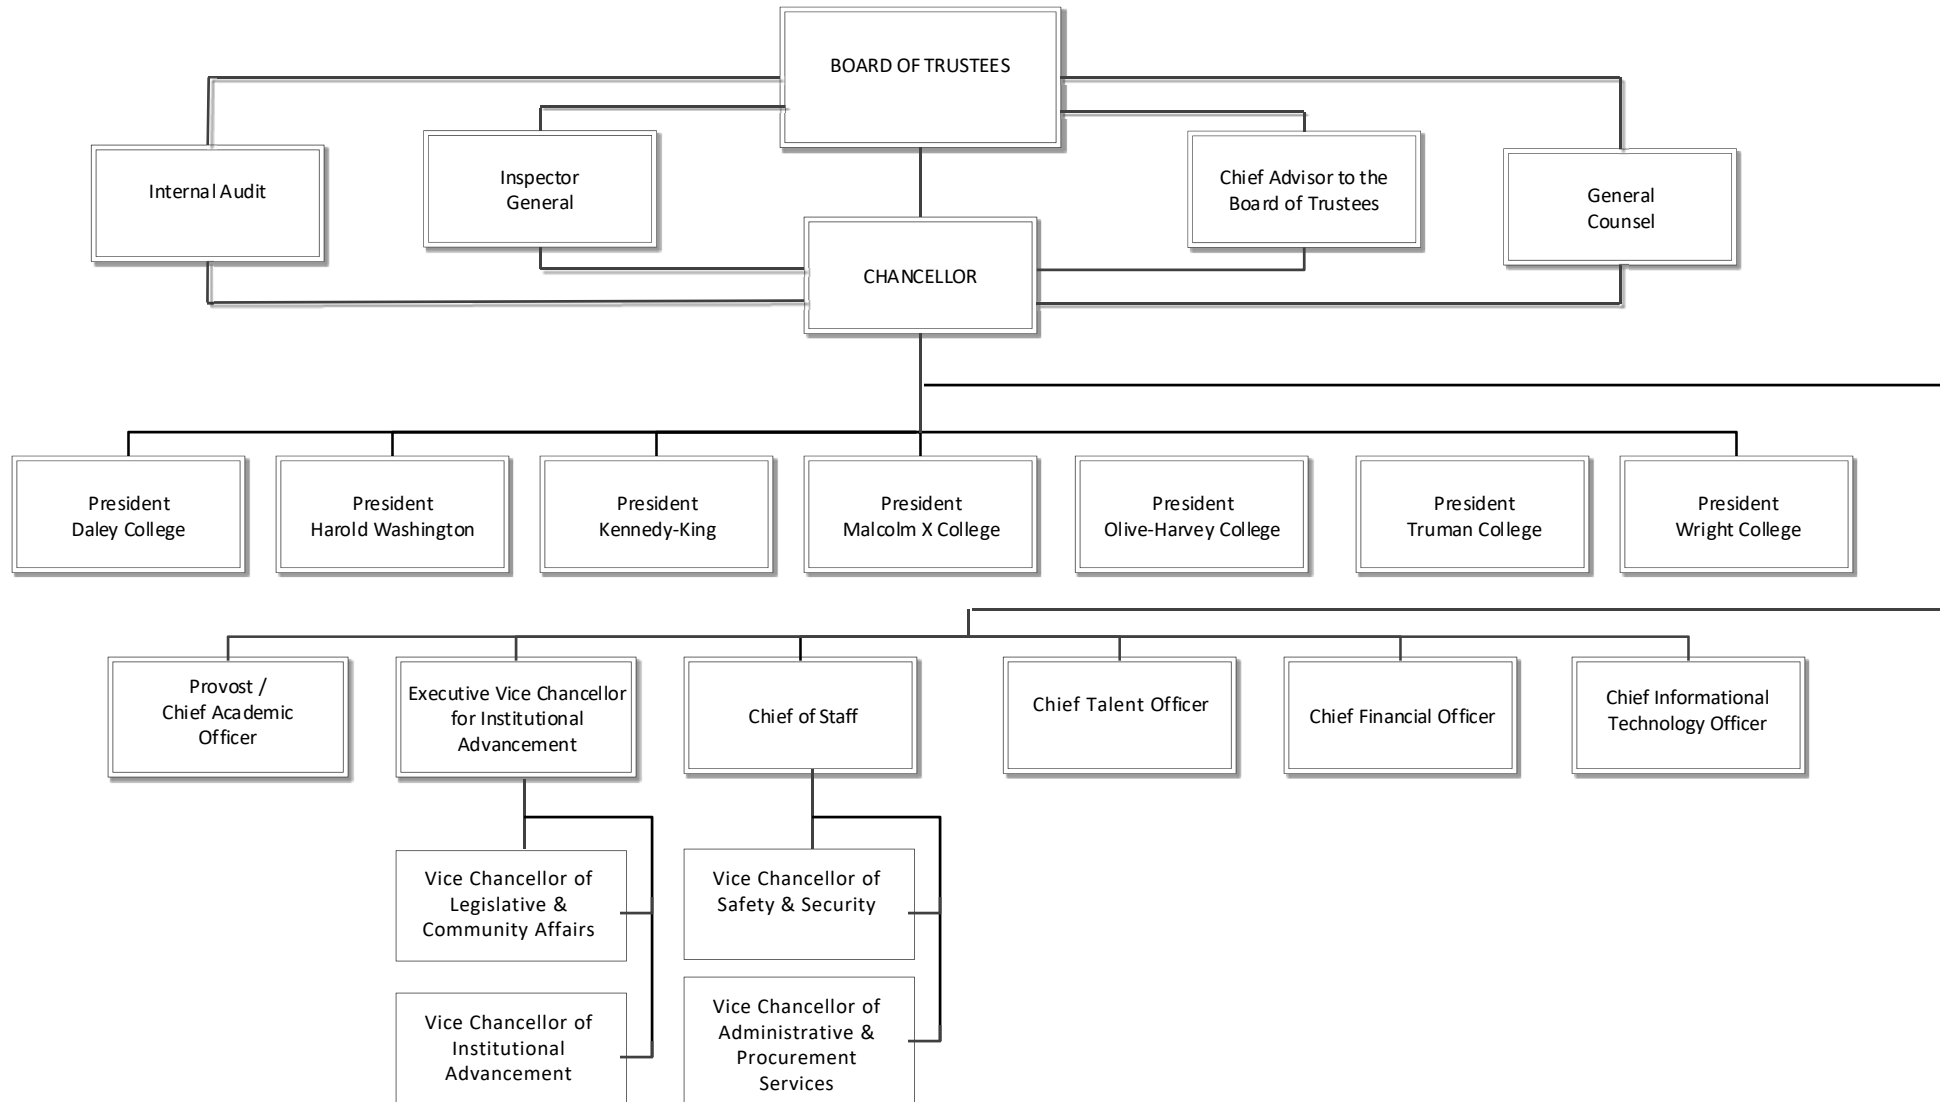 BOARD OF TRUSTEES
Internal Audit
Inspector
General
Chief Advisor to the
Board of Trustees
General
Counsel
CHANCELLOR
President
Daley College
President
Harold Washington
President
Kennedy-King
President
Malcolm X College
President
Olive-Harvey College
President
Truman College
President
Wright College
Provost /
Chief Academic
Officer
Executive Vice Chancellor
for Institutional
Advancement
Chief of Staff
Chief Talent Officer
Chief Financial Officer
Chief Informational
Technology Officer
Vice Chancellor of
Legislative &
Community Affairs
Vice Chancellor of
Safety & Security
Vice Chancellor of
Institutional
Advancement
Vice Chancellor of
Administrative &
Procurement
Services